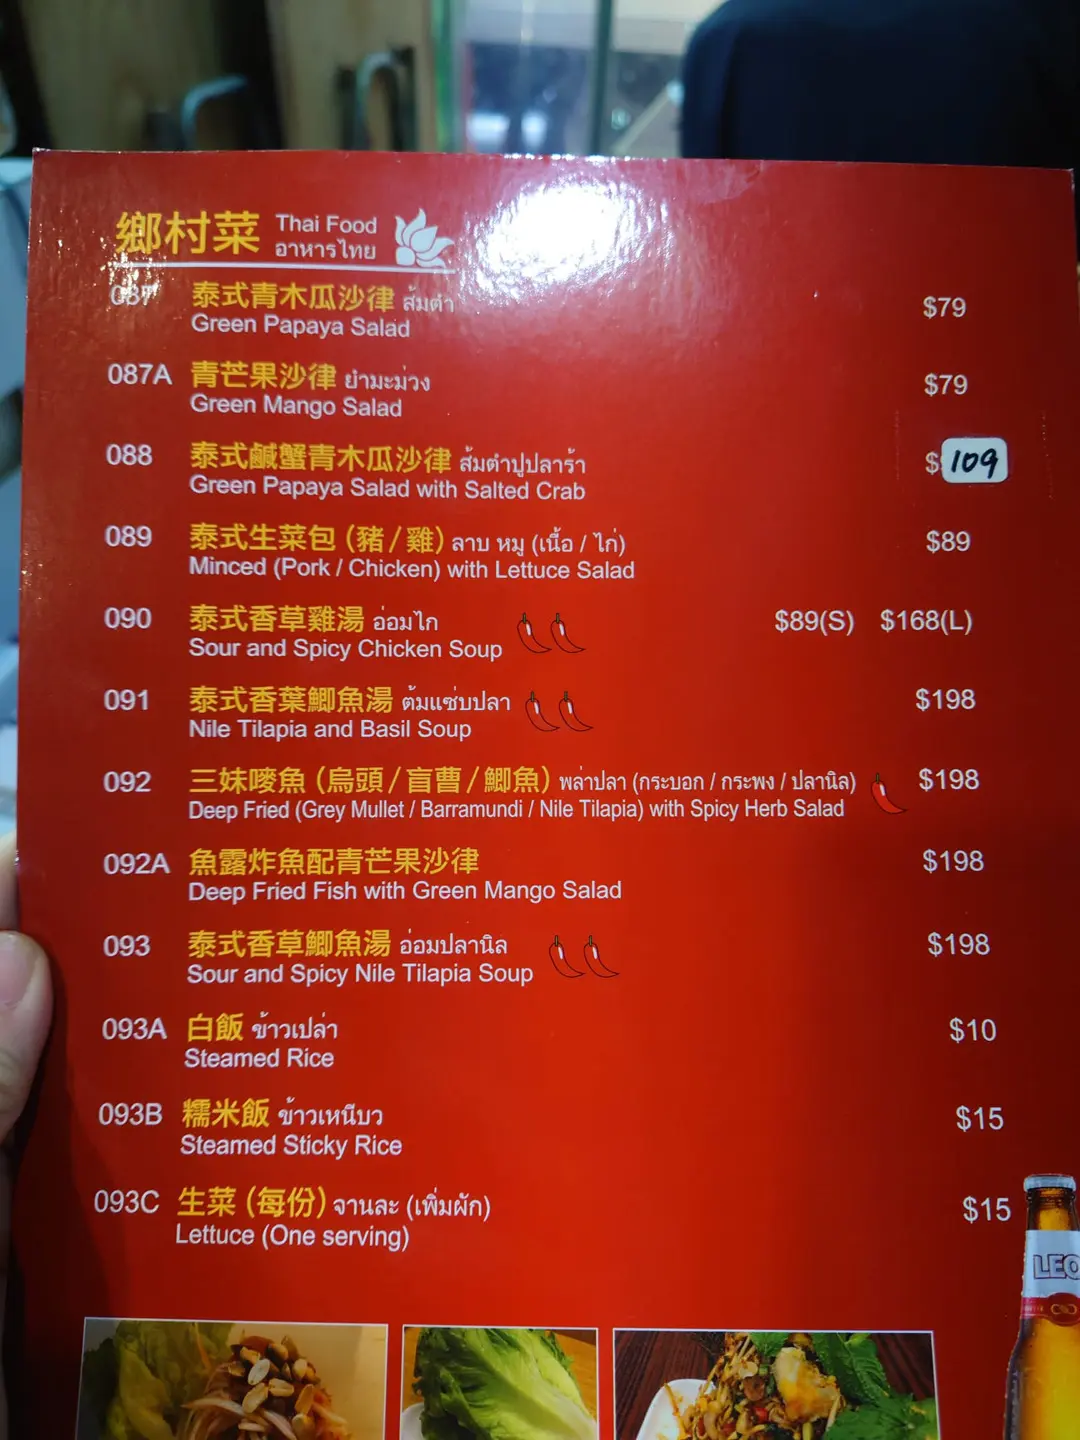 鄉村菜 Thai Food
อาหารไทย
087 泰式青木瓜沙律 ส้มตำ $79
Green Papaya Salad
087A 青芒果沙律 ยำมะม่วง $79
Green Mango Salad
088 泰式鹹蟹青木瓜沙律 ส้มตำปูปลาร้า $109
Green Papaya Salad with Salted Crab
089 泰式生菜包 (豬 / 雞) ลาบ หมู (เนื้อ / ไก่) $89
Minced (Pork / Chicken) with Lettuce Salad
090 泰式香草雞湯 อ่อมไก $89(S) $168(L)
Sour and Spicy Chicken Soup
091 泰式香葉鯽魚湯 ต้มแซ่บปลา $198
Nile Tilapia and Basil Soup
092 三妹嘜魚 (烏頭 / 盲曹 / 鯽魚) พล่าปลา (กระบอก / กระพง / ปลานิล) $198
Deep Fried (Grey Mullet / Barramundi / Nile Tilapia) with Spicy Herb Salad
092A 魚露炸魚配青芒果沙律 $198
Deep Fried Fish with Green Mango Salad
093 泰式香草鯽魚湯 อ่อมปลานิล $198
Sour and Spicy Nile Tilapia Soup
093A 白飯 ข้าวเปล่า $10
Steamed Rice
093B 糯米飯 ข้าวเหนีบว $15
Steamed Sticky Rice
093C 生菜 (每份) จานละ (เพิ่มผัก) $15
Lettuce (One serving)
LEO